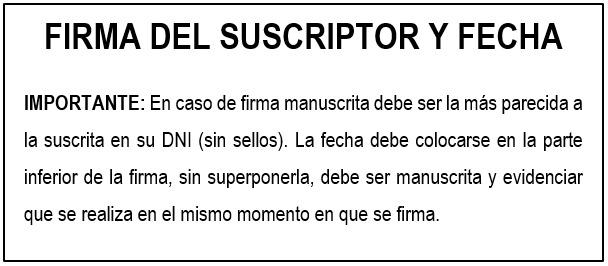 FIRMA DEL SUSCRIPTOR Y FECHA
IMPORTANTE: En caso de firma manuscrita debe ser la más parecida a
la suscrita en su DNI (sin sellos). La fecha debe colocarse en la parte
inferior de la firma, sin superponerla, debe ser manuscrita y evidenciar
que se realiza en el mismo momento en que se firma.